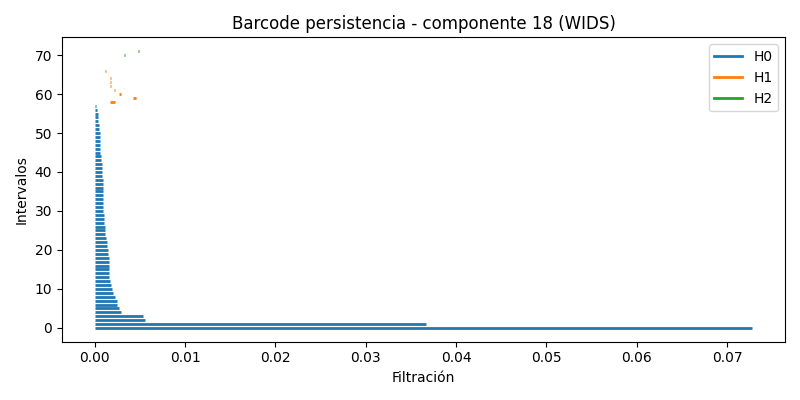 Barcode persistencia - componente 18 (WIDS)
H0
H1
H2
Intervalos
70
60
50
40
30
20
10
0
0.00 0.01 0.02 0.03 0.04 0.05 0.06 0.07
Filtración